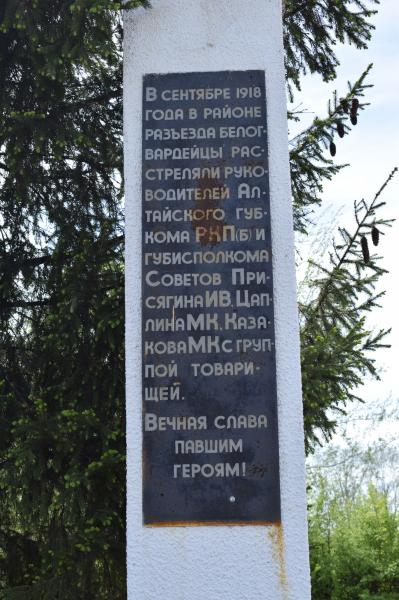 В СЕНТЯБРЕ 1918
ГОДА В РАЙОНЕ
РАЗЪЕЗДА БЕЛОГ-
ВАРДЕЙЦЫ РАС-
СТРЕЛЯЛИ РУКО-
ВОДИТЕЛЕЙ АЛ-
ТАЙСКОГО ГУБ-
КОМА РКП(Б) И
ГУБИСПОЛКОМА
СОВЕТОВ ПРИ-
СЯГИНА И.В., ЦАП-
ЛИНА М.К., КАЗА-
КОВА М.К. С ГРУП-
ПОЙ ТОВАРИ-
ЩЕЙ.
ВЕЧНАЯ СЛАВА
ПАВШИМ
ГЕРОЯМ!